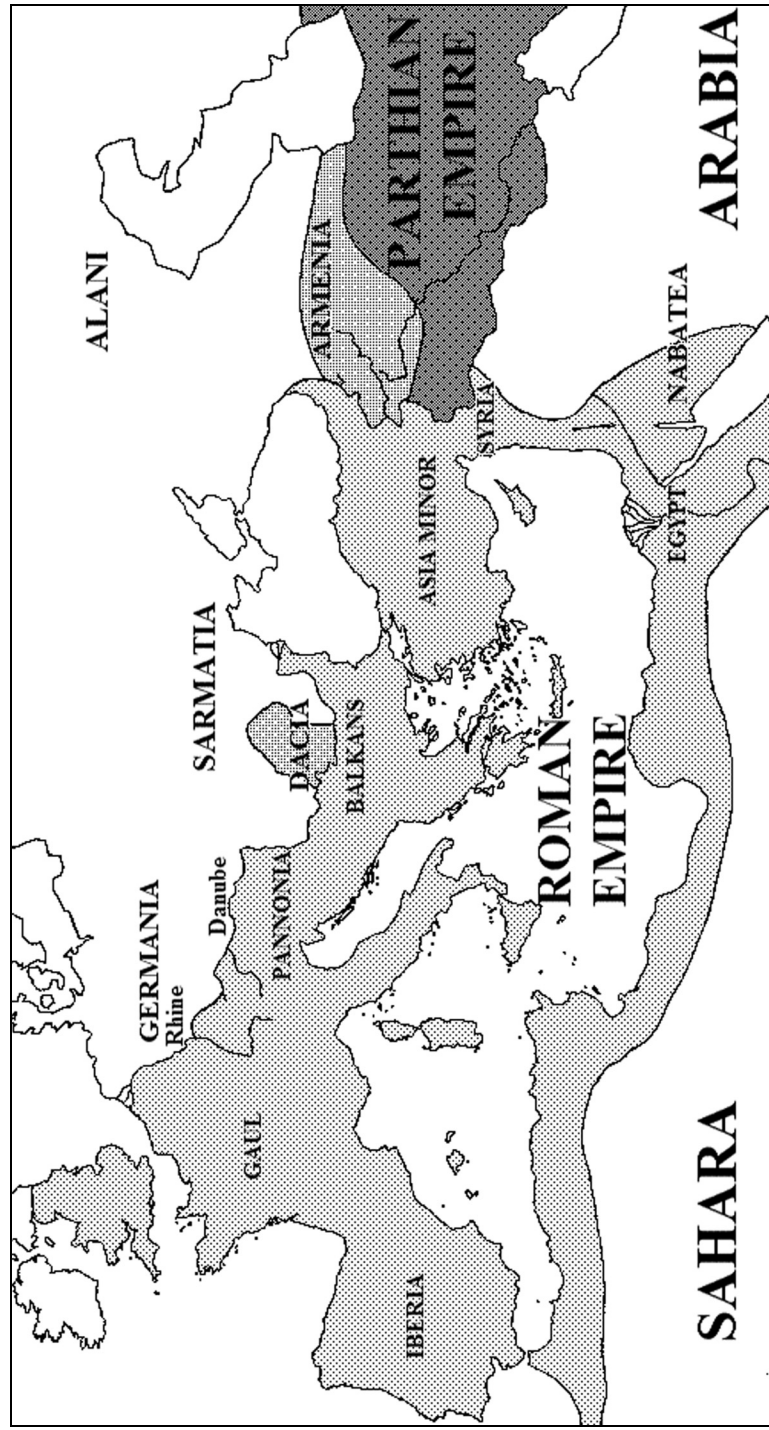 ALANI
SARMATIA
GERMANIA
Rhine
Danube
PARTHIAN
EMPIRE
ARMENIA
DACIA
BALKANS
PANNONIA
GAUL
ASIA MINOR
SYRIA
IBERIA
ROMAN
EMPIRE
EGYPT
NABATEA
ARABIA
SAHARA